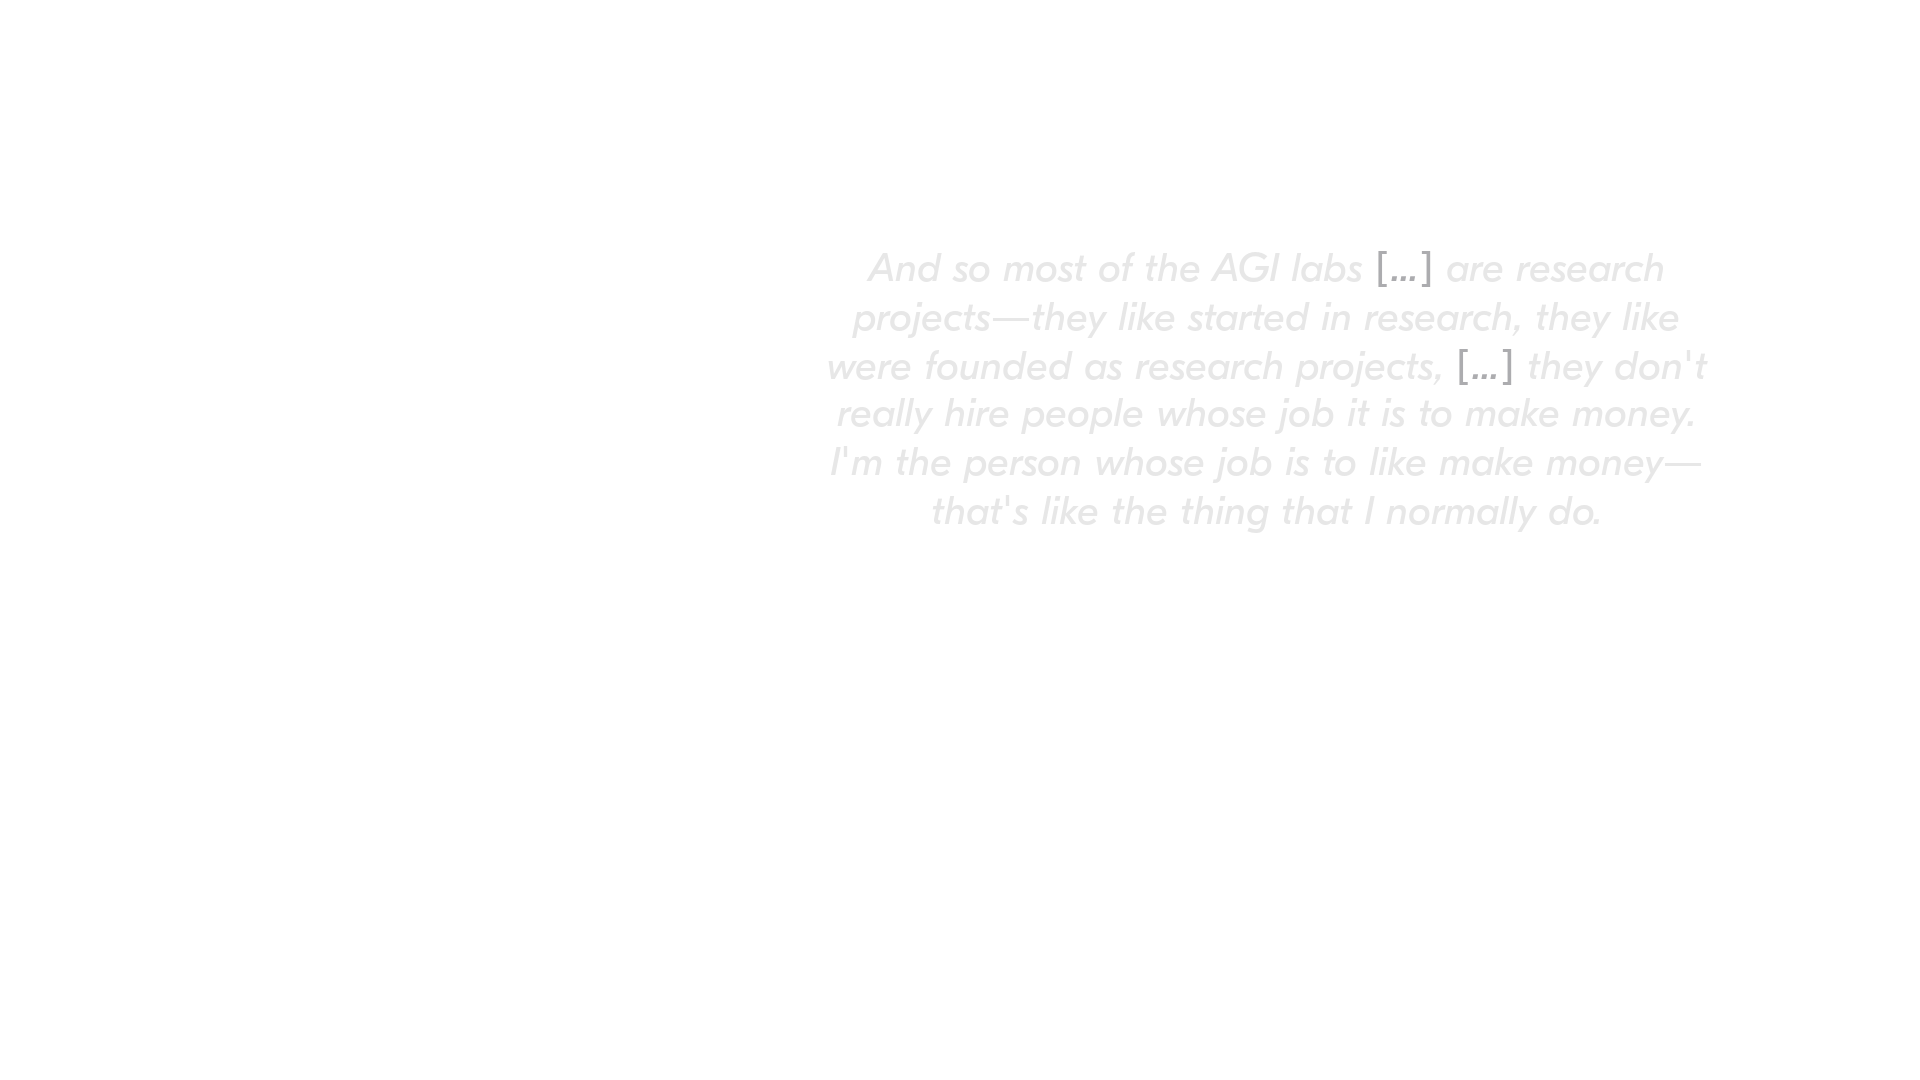 And so most of the AGI labs [...] are research
projects—they like started in research, they like
were founded as research projects, [...] they don't
really hire people whose job it is to make money.
I'm the person whose job is to like make money—
that's like the thing that I normally do.